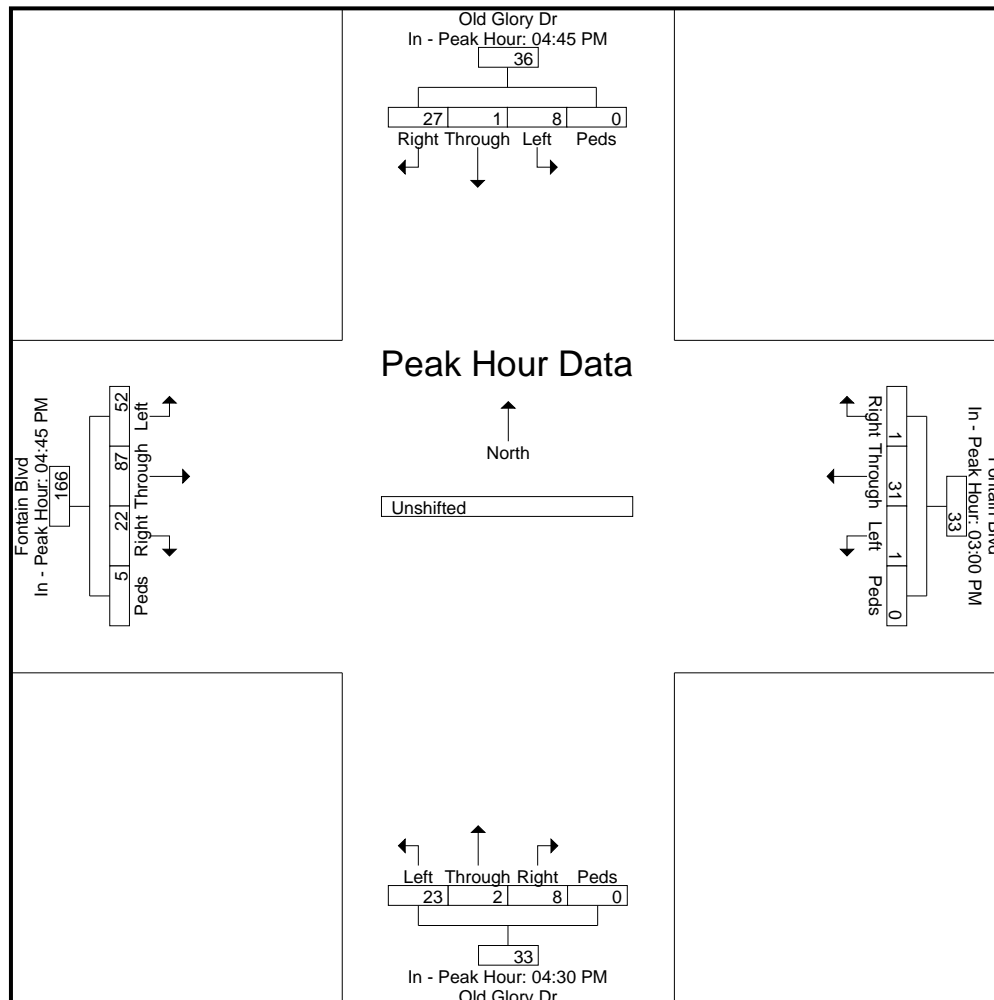 Old Glory Dr
In - Peak Hour: 04:45 PM
36
27 1 8 0
Right Through Left Peds
Peak Hour Data
North
Unshifted
Fontain Blvd
In - Peak Hour: 04:45 PM
166
52 87 22 5
Left Through Right Peds
Fontain Blvd
In - Peak Hour: 03:00 PM
33
1 31 1 0
Right Through Left Peds
Left Through Right Peds
23 2 8 0
33
In - Peak Hour: 04:30 PM
Old Glory Dr